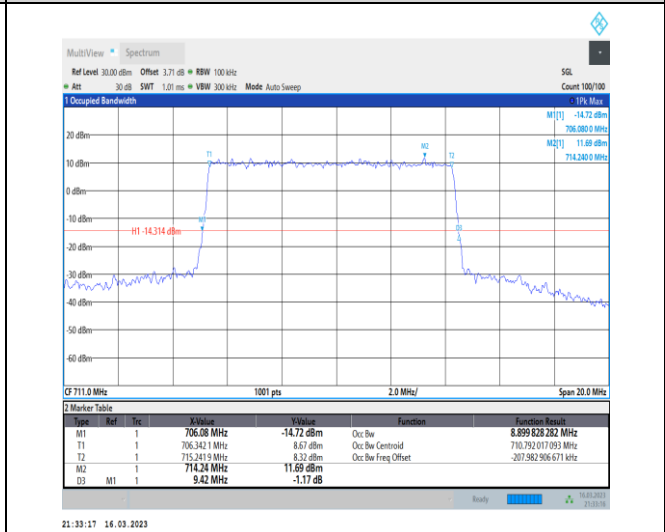 MultiView Spectrum
Ref Level 30.00 dBm Offset 3.71 dB RBW 100 kHz SGL
Att 30 dB SWT 1.01 ms VBW 300 kHz Mode Auto Sweep Count 100/100
1 Occupied Bandwidth 1Pk Max
M1[1] -14.72 dBm
706.080 0 MHz
M2[1] 11.69 dBm
714.240 0 MHz
20 dBm
M2
T1 T2
10 dBm
0 dBm
-10 dBm
M1 D3
H1 -14.314 dBm
-20 dBm
-30 dBm
-40 dBm
-50 dBm
-60 dBm
CF 711.0 MHz 1001 pts 2.0 MHz/ Span 20.0 MHz
2 Marker Table
Type Ref Trc X-Value Y-Value Function Function Result
M1 1 706.08 MHz -14.72 dBm Occ Bw 8.899 828 282 MHz
T1 1 706.342 1 MHz 8.67 dBm Occ Bw Centroid 710.792 017 093 MHz
T2 1 715.2419 MHz 8.32 dBm Occ Bw Freq Offset -207.982 906 671 kHz
M2 1 714.24 MHz 11.69 dBm
D3 M1 1 9.42 MHz -1.17 dB
Ready 16.03.2023
21:33:16
21:33:17 16.03.2023